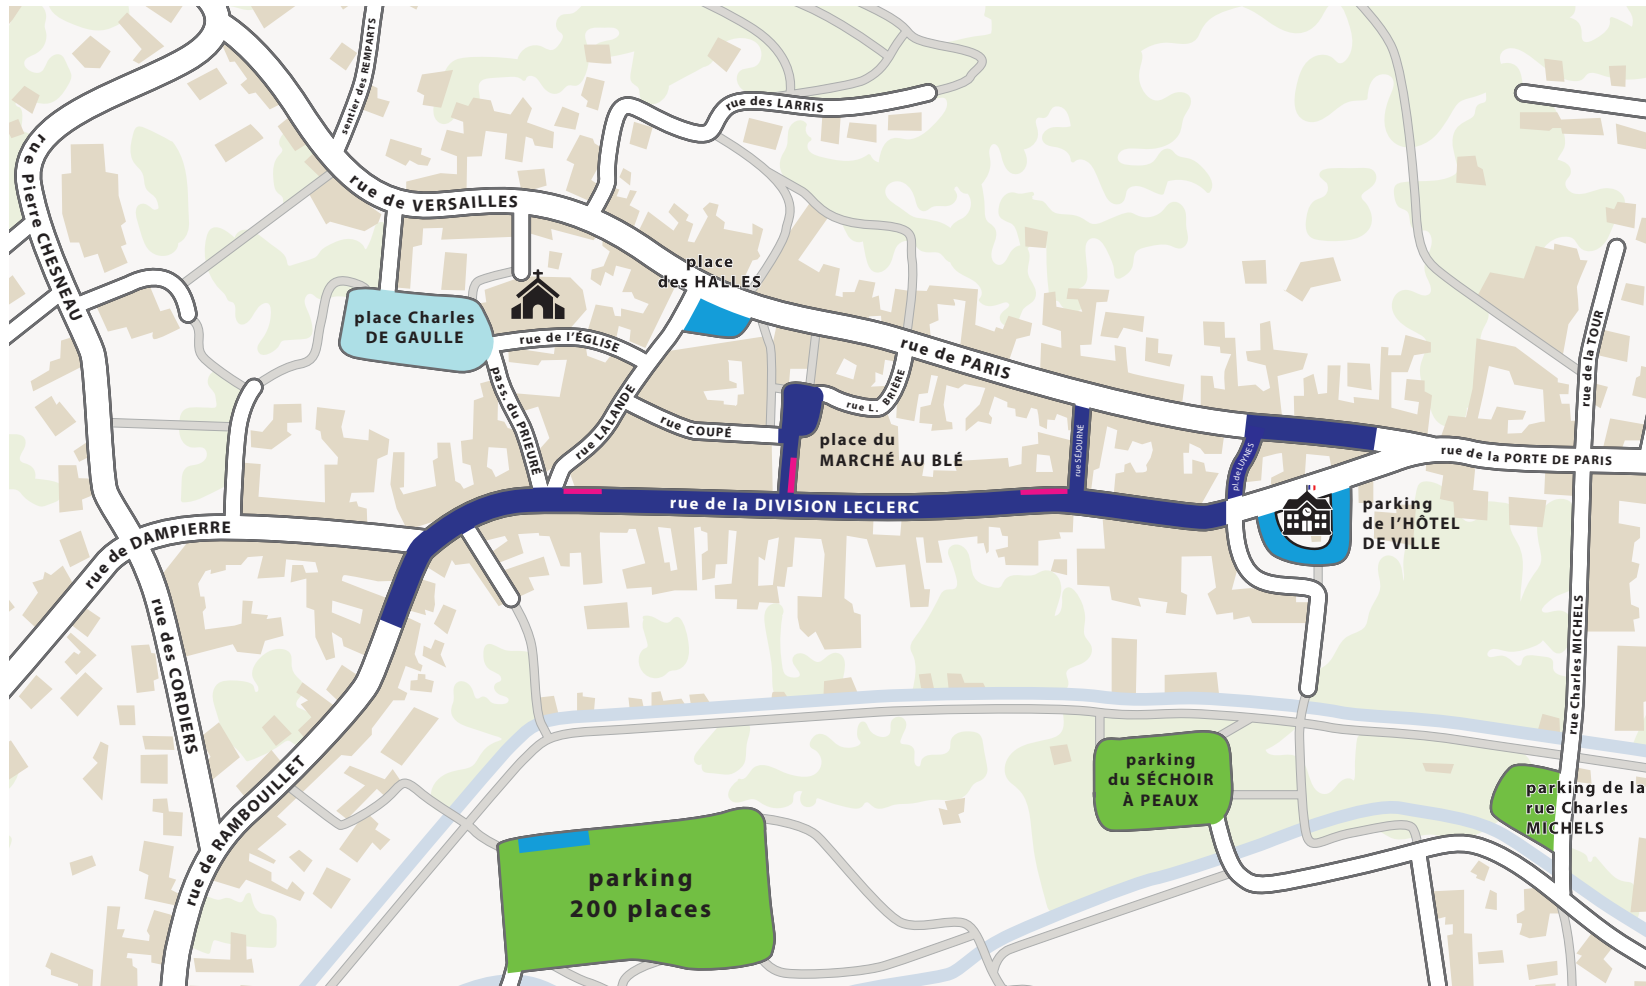 sentier des REMPARTS
rue des LARRIS
rue Pierre CHESNEAU
rue de VERSAILLES
place
des HALLES
place Charles
DE GAULLE
rue de l'ÉGLISE
rue de PARIS
rue de la TOUR
pass. du PRIEURÉ
rue LALANDE
rue COUPÉ
rue L. BRIÈRE
place du
MARCHÉ AU BLÉ
rue SÉJOURNÉ
pl. de LUYNES
rue de la PORTE DE PARIS
rue de la DIVISION LECLERC
parking
de l'HÔTEL
DE VILLE
rue de DAMPIERRE
rue des CORDIERS
rue Charles MICHELS
rue de RAMBOUILLET
parking
du SÉCHOIR
À PEAUX
parking de la
rue Charles
MICHELS
parking
200 places